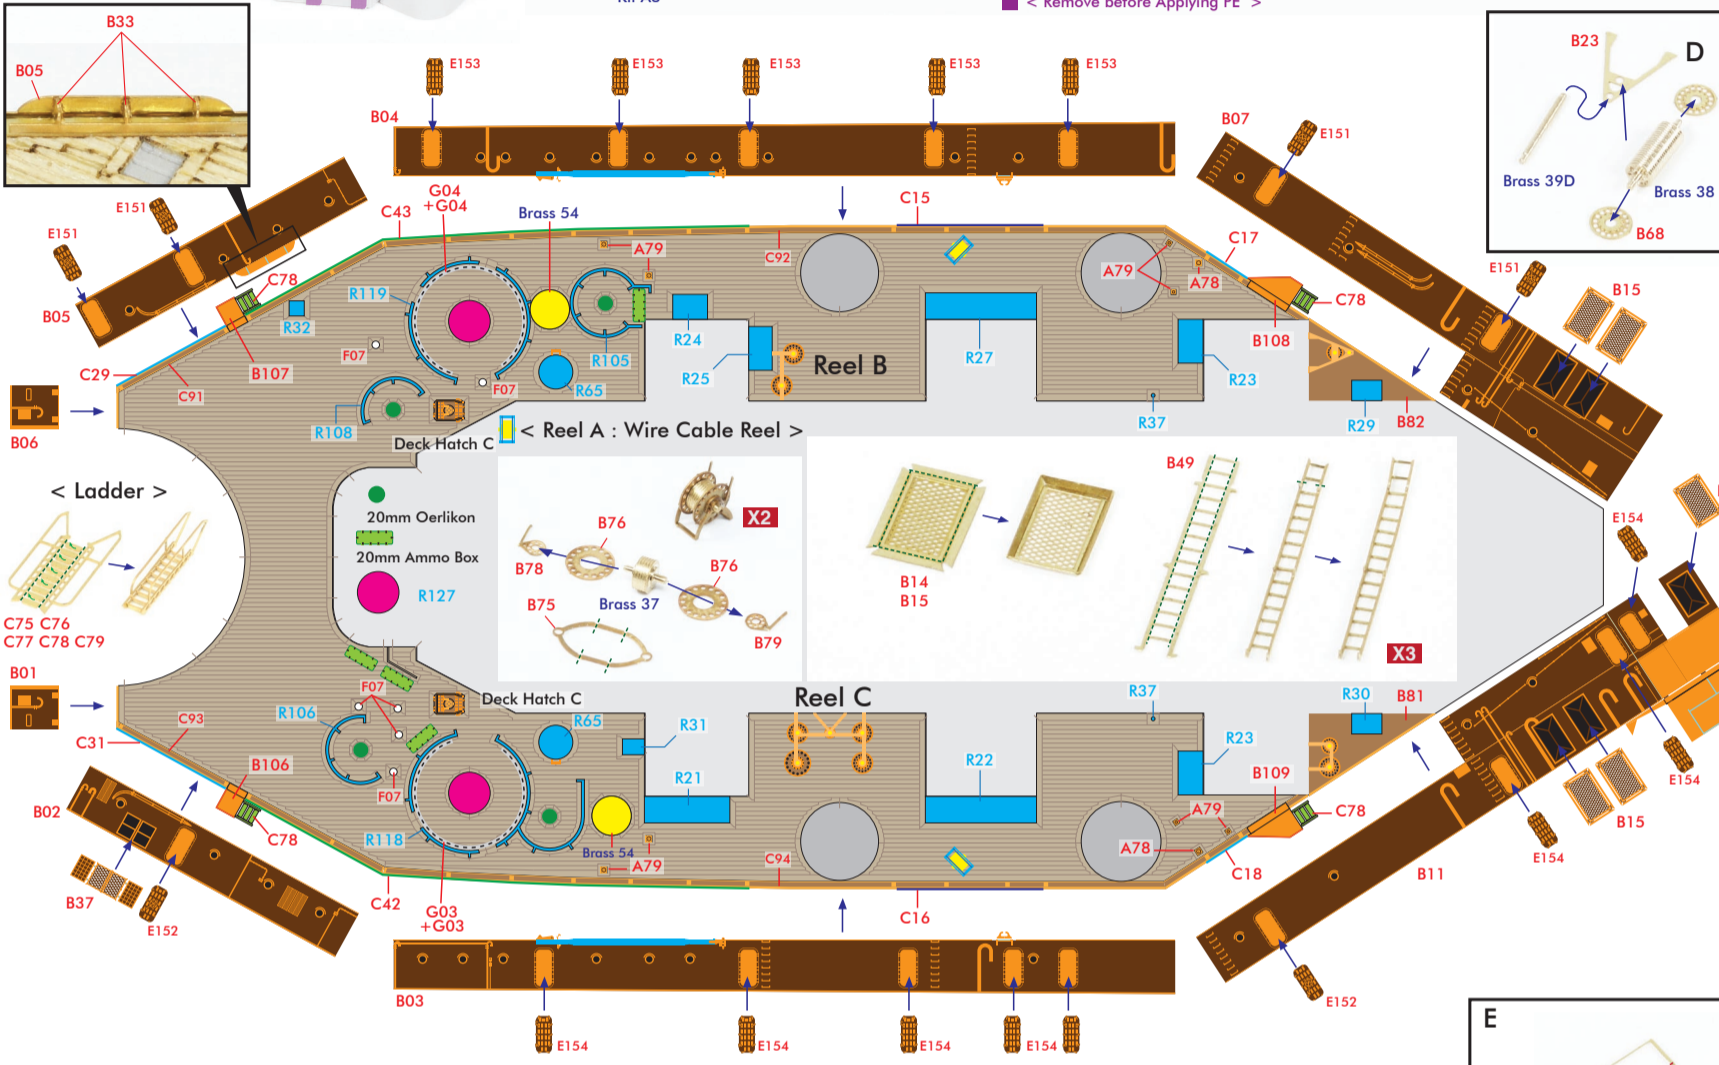 < Remove before Applying PE >
B33
B05
E153
E153
E153
E153
E153
B04
B07
E151
B23
D
Brass 39D
Brass 38
B68
E151
E151
B05
C78
C43
G04
+G04
Brass 54
A79
C15
C92
A79
A78
C17
C78
E151
B15
R119
R32
R105
R24
R25
Reel B
R27
R23
B108
F07
B107
C29
C91
F07
R65
R108
R37
R29
B82
B06
Deck Hatch C
< Reel A : Wire Cable Reel >
< Ladder >
20mm Oerlikon
20mm Ammo Box
R127
C75 C76
C77 C78 C79
B78
B76
X2
B76
Brass 37
B75
B79
B14
B15
B49
X3
E154
B01
F07
Deck Hatch C
Reel C
R37
R30
B81
C93
C31
R106
R65
R31
R21
R22
R23
B106
B109
F07
C78
R118
Brass 54
A79
C94
A79
A78
C78
C18
E154
B15
E154
B02
B37
E152
C42
G03
+G03
C16
B11
E152
B03
E154
E154
E154
E154
E